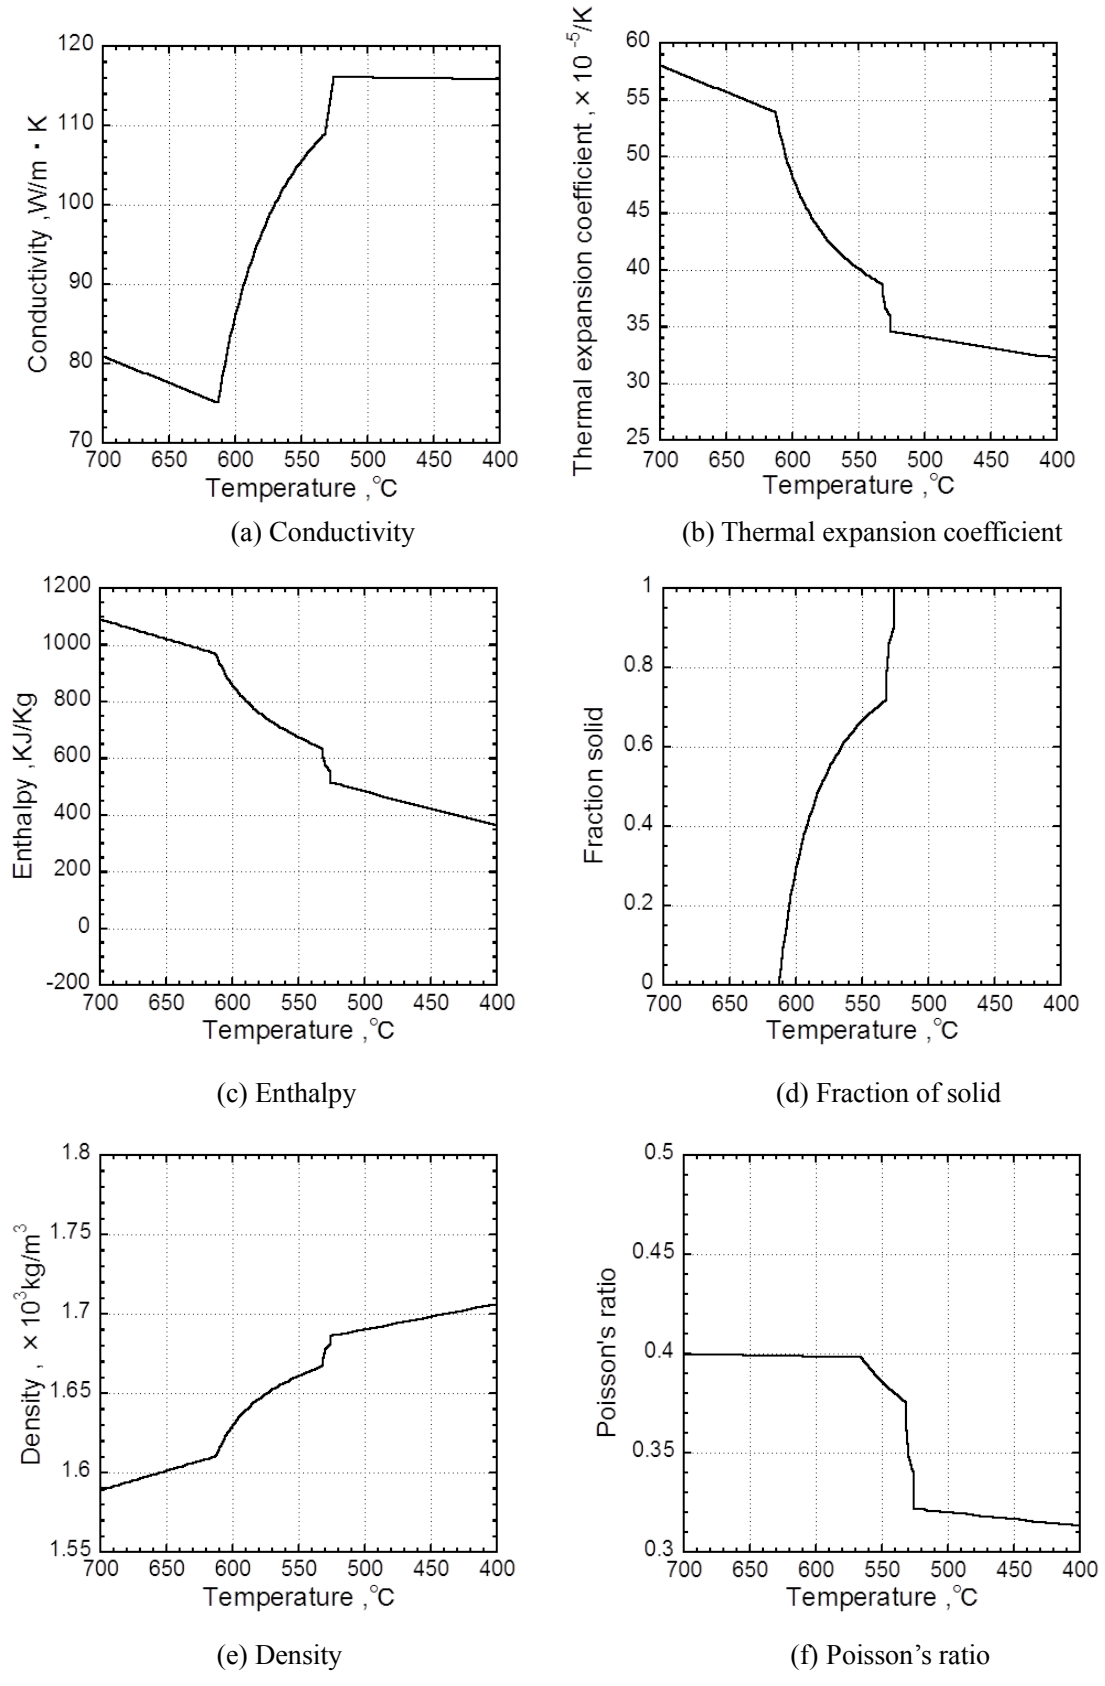 120
110
100
90
80
70
Conductivity ,W/m・K
700 650 600 550 500 450 400
Temperature ,℃
(a) Conductivity
60
55
50
45
40
35
30
25
Thermal expansion coefficient , ×10 -5/K
700 650 600 550 500 450 400
Temperature ,℃
(b) Thermal expansion coefficient
1200
1000
800
600
400
200
0
-200
Enthalpy ,KJ/Kg
700 650 600 550 500 450 400
Temperature ,℃
(c) Enthalpy
1
0.8
0.6
0.4
0.2
0
Fraction solid
700 650 600 550 500 450 400
Temperature ,℃
(d) Fraction of solid
1.8
1.75
1.7
1.65
1.6
1.55
Density , ×10³kg/m³
700 650 600 550 500 450 400
Temperature ,℃
(e) Density
0.5
0.45
0.4
0.35
0.3
Poisson's ratio
700 650 600 550 500 450 400
Temperature ,℃
(f) Poisson’s ratio